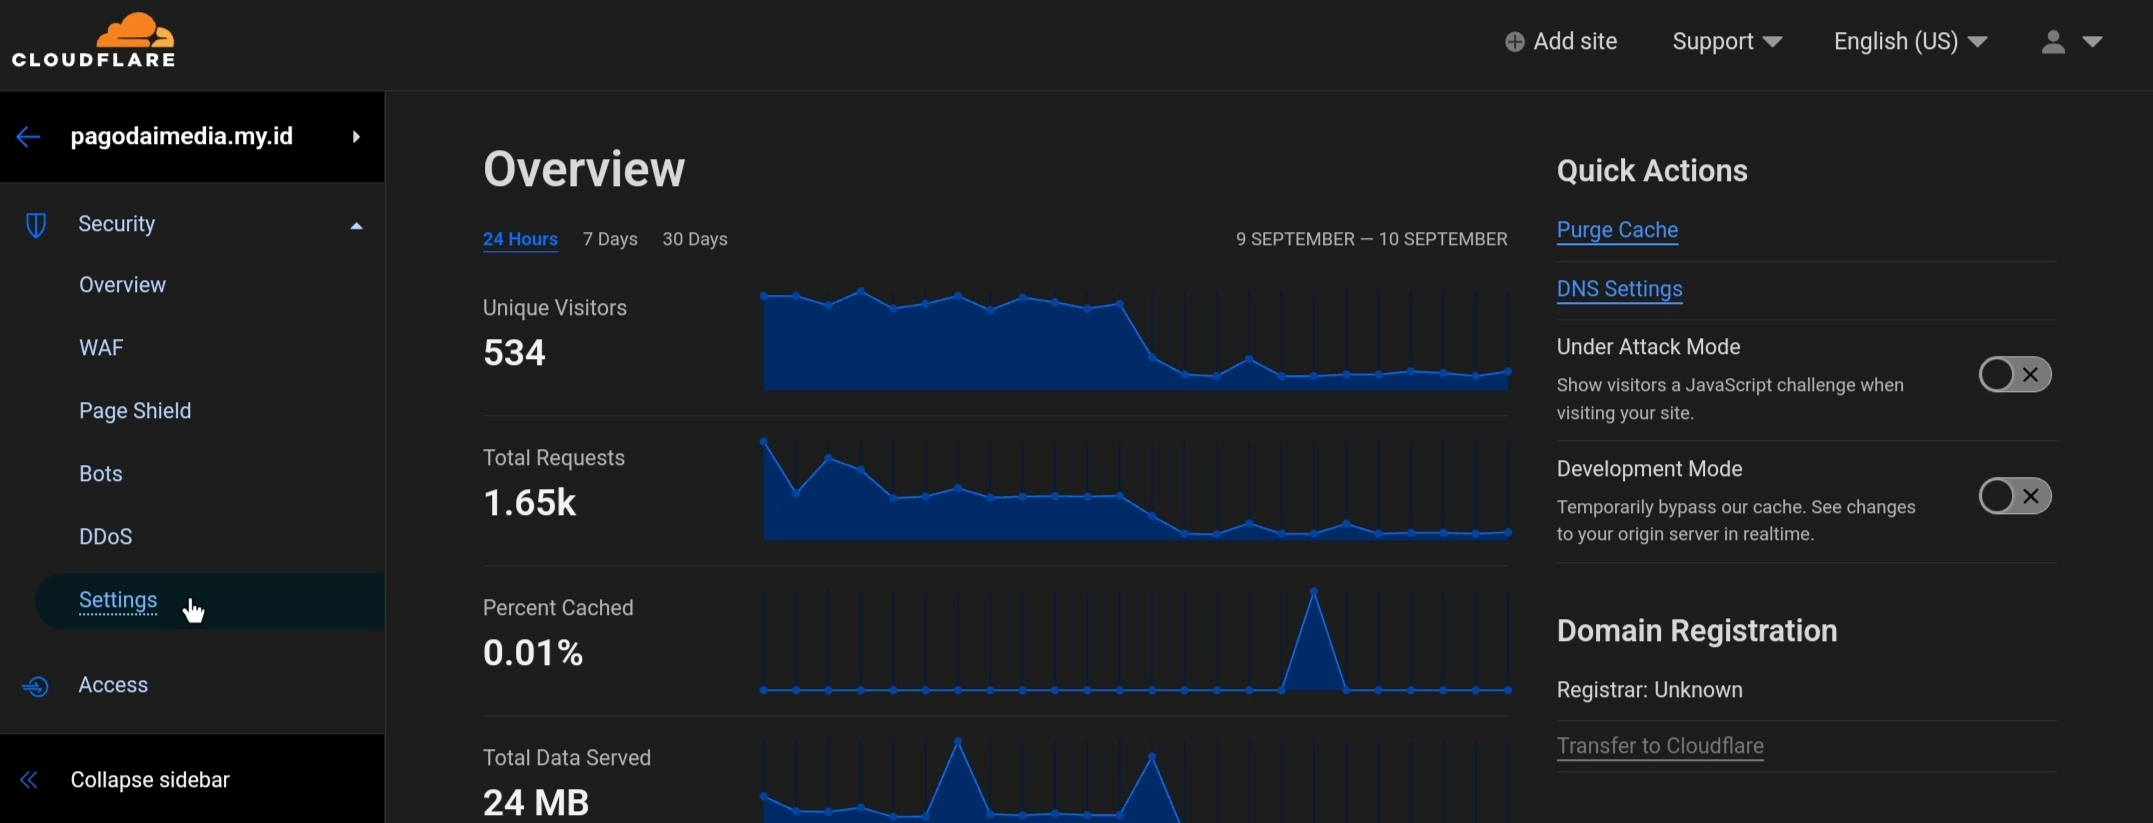 CLOUDFLARE
Add site
Support
English (US)
pagodaimedia.my.id
Security
Overview
WAF
Page Shield
Bots
DDoS
Settings
Access
Collapse sidebar
Overview
24 Hours 7 Days 30 Days
9 SEPTEMBER — 10 SEPTEMBER
Unique Visitors
534
Total Requests
1.65k
Percent Cached
0.01%
Total Data Served
24 MB
Quick Actions
Purge Cache
DNS Settings
Under Attack Mode
Show visitors a JavaScript challenge when
visiting your site.
Development Mode
Temporarily bypass our cache. See changes
to your origin server in realtime.
Domain Registration
Registrar: Unknown
Transfer to Cloudflare